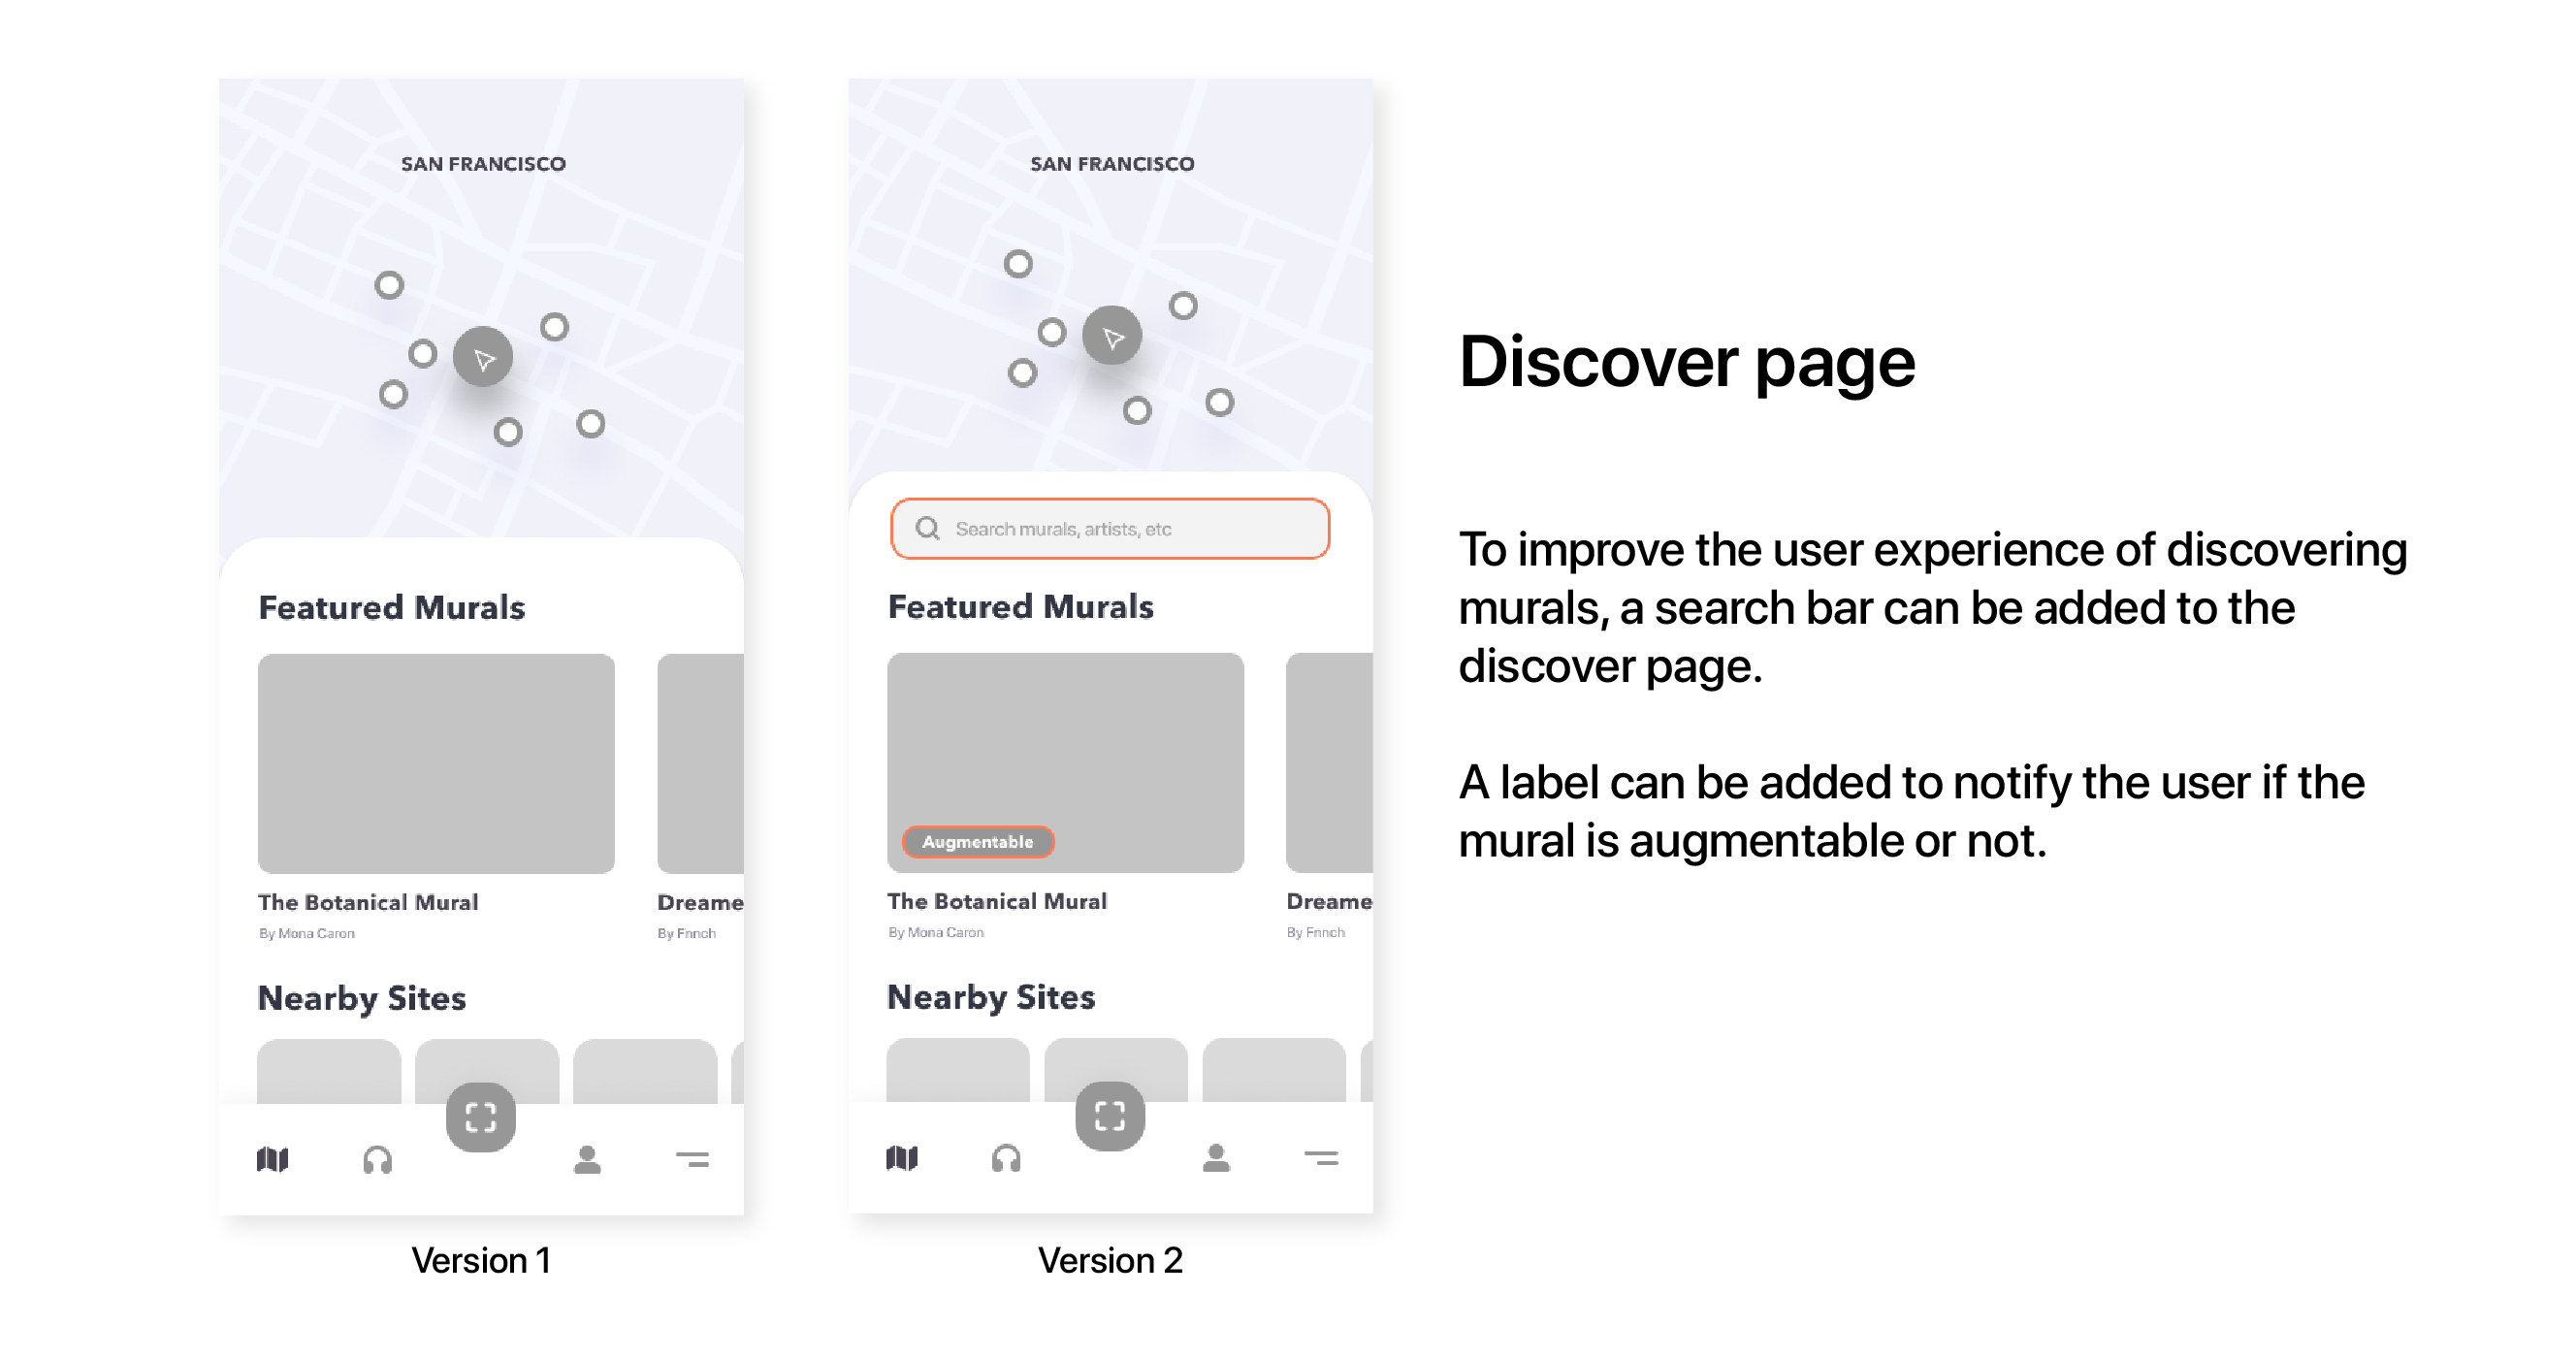 SAN FRANCISCO
Featured Murals
The Botanical Mural
Dreame
By Mona Caron
By Fnnch
Nearby Sites
Version 1
SAN FRANCISCO
Search murals, artists, etc
Featured Murals
Augmentable
The Botanical Mural
Dreame
By Mona Caron
By Fnnch
Nearby Sites
Version 2
Discover page
To improve the user experience of discovering
murals, a search bar can be added to the
discover page.
A label can be added to notify the user if the
mural is augmentable or not.